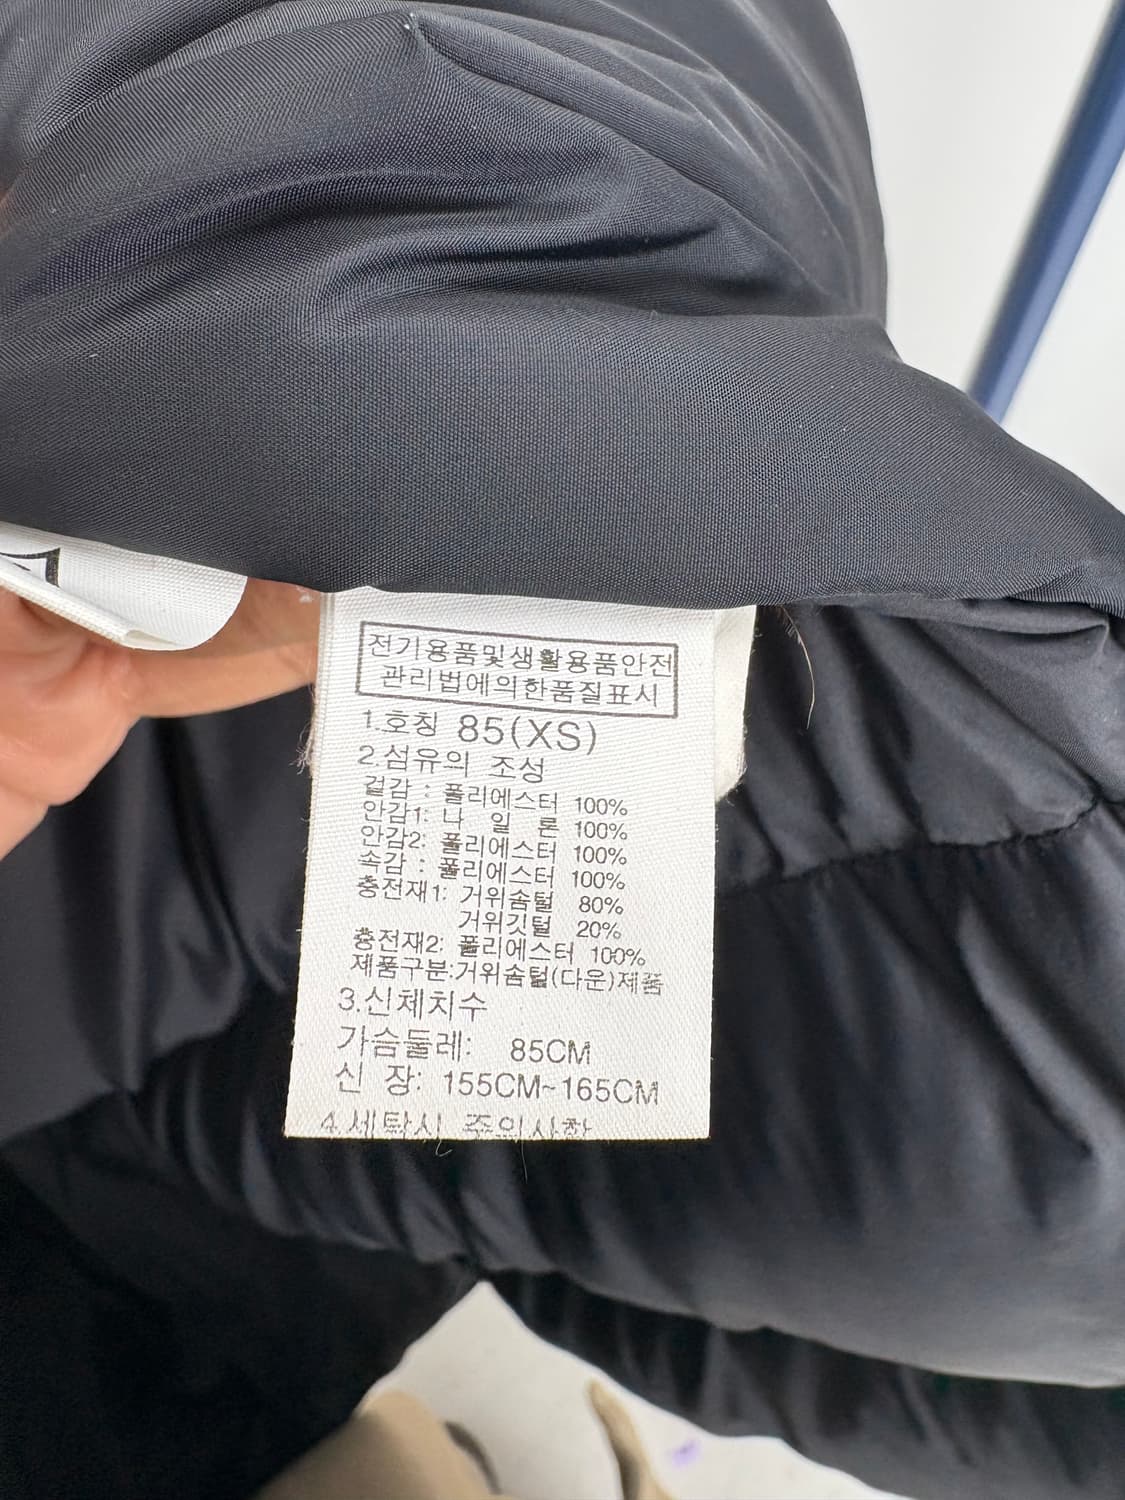 전기용품및생활용품안전
관리법에의한품질표시
1.호칭 85(XS)
2.섬유의 조성
겉감 : 폴리에스터 100%
안감1: 나 일 론 100%
안감2: 폴리에스터 100%
속감 : 폴리에스터 100%
충전재1: 거위솜털 80%
거위깃털 20%
충전재2: 폴리에스터 100%
제품구분:거위솜털(다운)제품
3.신체치수
가슴둘레: 85CM
신 장: 155CM~165CM
4.세탁시 주의사항